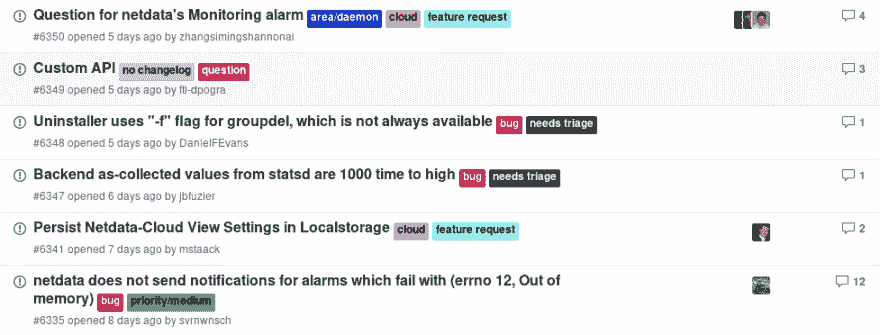 Question for netdata's Monitoring alarm area/daemon cloud feature request 4
#6350 opened 5 days ago by zhangsimingshannonai
Custom API no changelog question 3
#6349 opened 5 days ago by ftl-dpogra
Uninstaller uses "-f" flag for groupdel, which is not always available bug needs triage 1
#6348 opened 5 days ago by DanielFEvans
Backend as-collected values from statsd are 1000 time to high bug needs triage 1
#6347 opened 6 days ago by jbfuzier
Persist Netdata-Cloud View Settings in Localstorage cloud feature request 2
#6341 opened 7 days ago by mstaack
netdata does not send notifications for alarms which fail with (errno 12, Out of 12
memory) bug priority/medium
#6335 opened 8 days ago by svrnwnsch